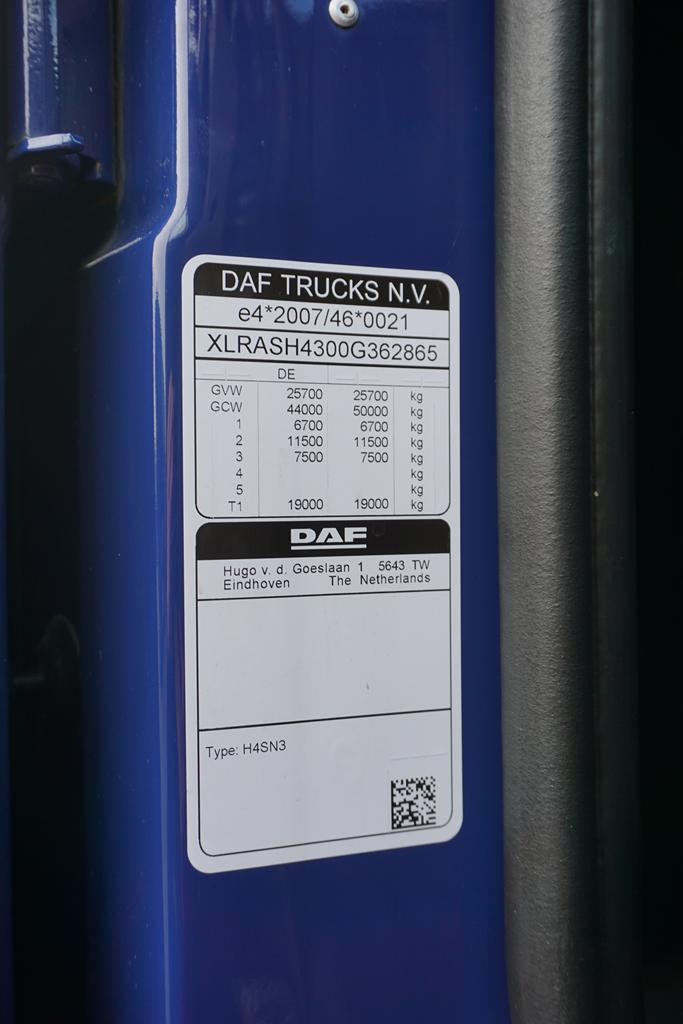 DAF TRUCKS N.V.
e4*2007/46*0021
XLRASH4300G362865
DE
GVW 25700 25700 kg
GCW 44000 50000 kg
1 6700 6700 kg
2 11500 11500 kg
3 7500 7500 kg
4 kg
5 kg
T1 19000 19000 kg
DAF
Hugo v. d. Goeslaan 1 5643 TW
Eindhoven The Netherlands
Type: H4SN3